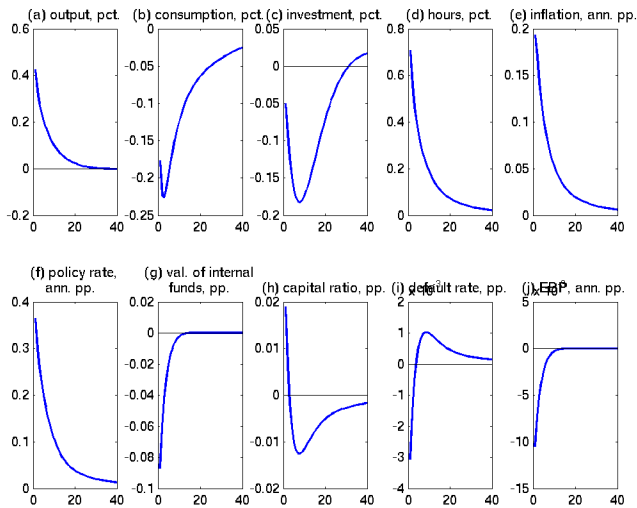 (a) output, pct.
0.6
0.4
0.2
0
-0.2
0 20 40
(b) consumption, pct.
0
-0.05
-0.1
-0.15
-0.2
-0.25
0 20 40
(c) investment, pct.
0.05
0
-0.05
-0.1
-0.15
-0.2
0 20 40
(d) hours, pct.
0.8
0.6
0.4
0.2
0
0 20 40
(e) inflation, ann. pp.
0.2
0.15
0.1
0.05
0
0 20 40
(f) policy rate,
ann. pp.
0.4
0.3
0.2
0.1
0
0 20 40
(g) val. of internal
funds, pp.
0.02
0
-0.02
-0.04
-0.06
-0.08
-0.1
0 20 40
(h) capital ratio, pp.
0.02
0.01
0
-0.01
-0.02
0 20 40
(i) default rate, pp.
2
1
0
-1
-2
-3
-4
0 20 40
(j) EBP, ann. pp.
5
0
-5
-10
-15
0 20 40